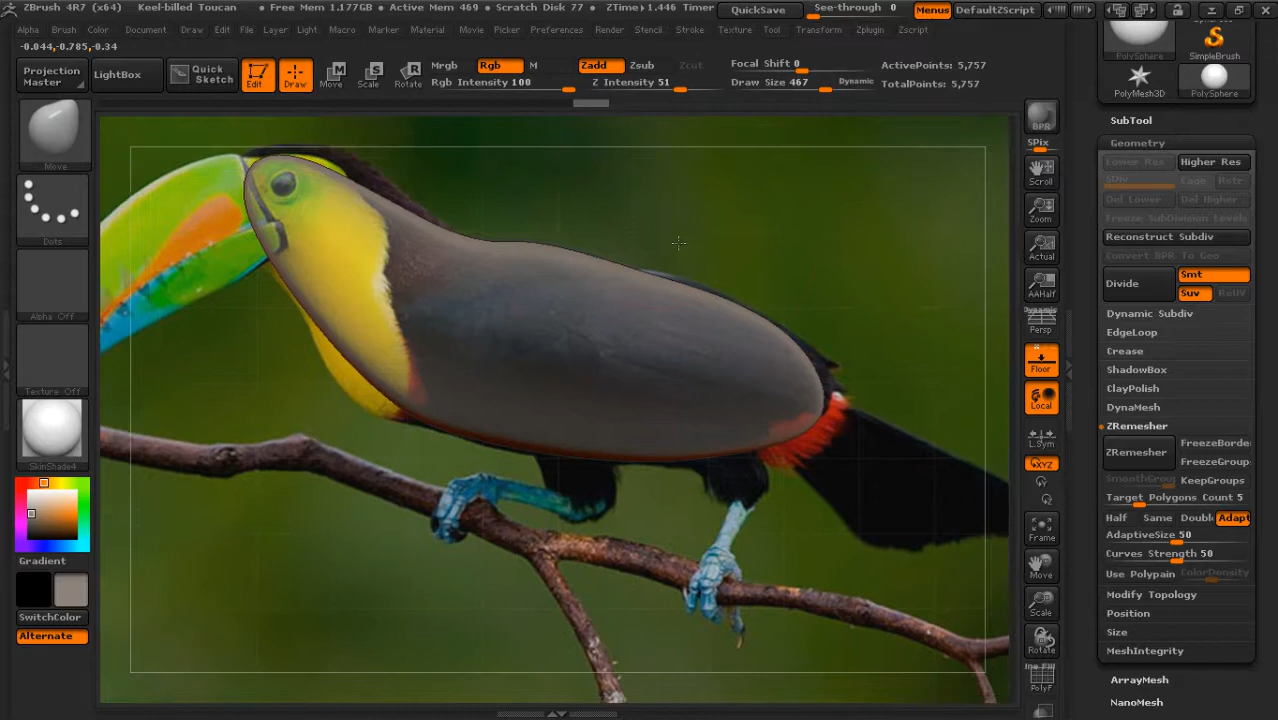 ZBrush 4R7 (x64) Keel-billed Toucan • Free Mem 1.177GB • Active Mem 469 • Scratch Disk 77 • ZTime▸1.446 Timer QuickSave See-through 0 Menus DefaultZScript
Alpha Brush Color Document Draw Edit File Layer Light Macro Marker Material Movie Picker Preferences Render Stencil Stroke Texture Tool Transform Zplugin Zscript
-0.044,-0.785,-0.34
Projection Master LightBox Quick Sketch Edit Draw Move Scale Rotate
Mrgb Rgb M Zadd Zsub Zcut Focal Shift 0 ActivePoints: 5,757
Rgb Intensity 100 Z Intensity 51 Draw Size 467 Dynamic TotalPoints: 5,757
Move
Dots
Alpha Off
Texture Off
SkinShade4
Gradient
SwitchColor
Alternate
BPR
SPix
Scroll
Zoom
Actual
AAHalf
Dynamic
Persp
Floor
Local
L.Sym
XYZ
Frame
Move
Scale
Rotate
Line Fill
PolyF
PolySphere SimpleBrush
PolyMesh3D PolySphere
SubTool
Geometry
Lower Res Higher Res
SDiv Cage Rstr
Del Lower Del Higher
Freeze SubDivision Levels
Reconstruct Subdiv
Convert BPR To Geo
Divide Smt
Suv ReUV
Dynamic Subdiv
EdgeLoop
Crease
ShadowBox
ClayPolish
DynaMesh
ZRemesher
ZRemesher FreezeBorde
FreezeGroup
SmoothGrou KeepGroups
Target Polygons Count 5
Half Same Double Adapt
AdaptiveSize 50
Curves Strength 50
Use Polypain ColorDensity
Modify Topology
Position
Size
MeshIntegrity
ArrayMesh
NanoMesh